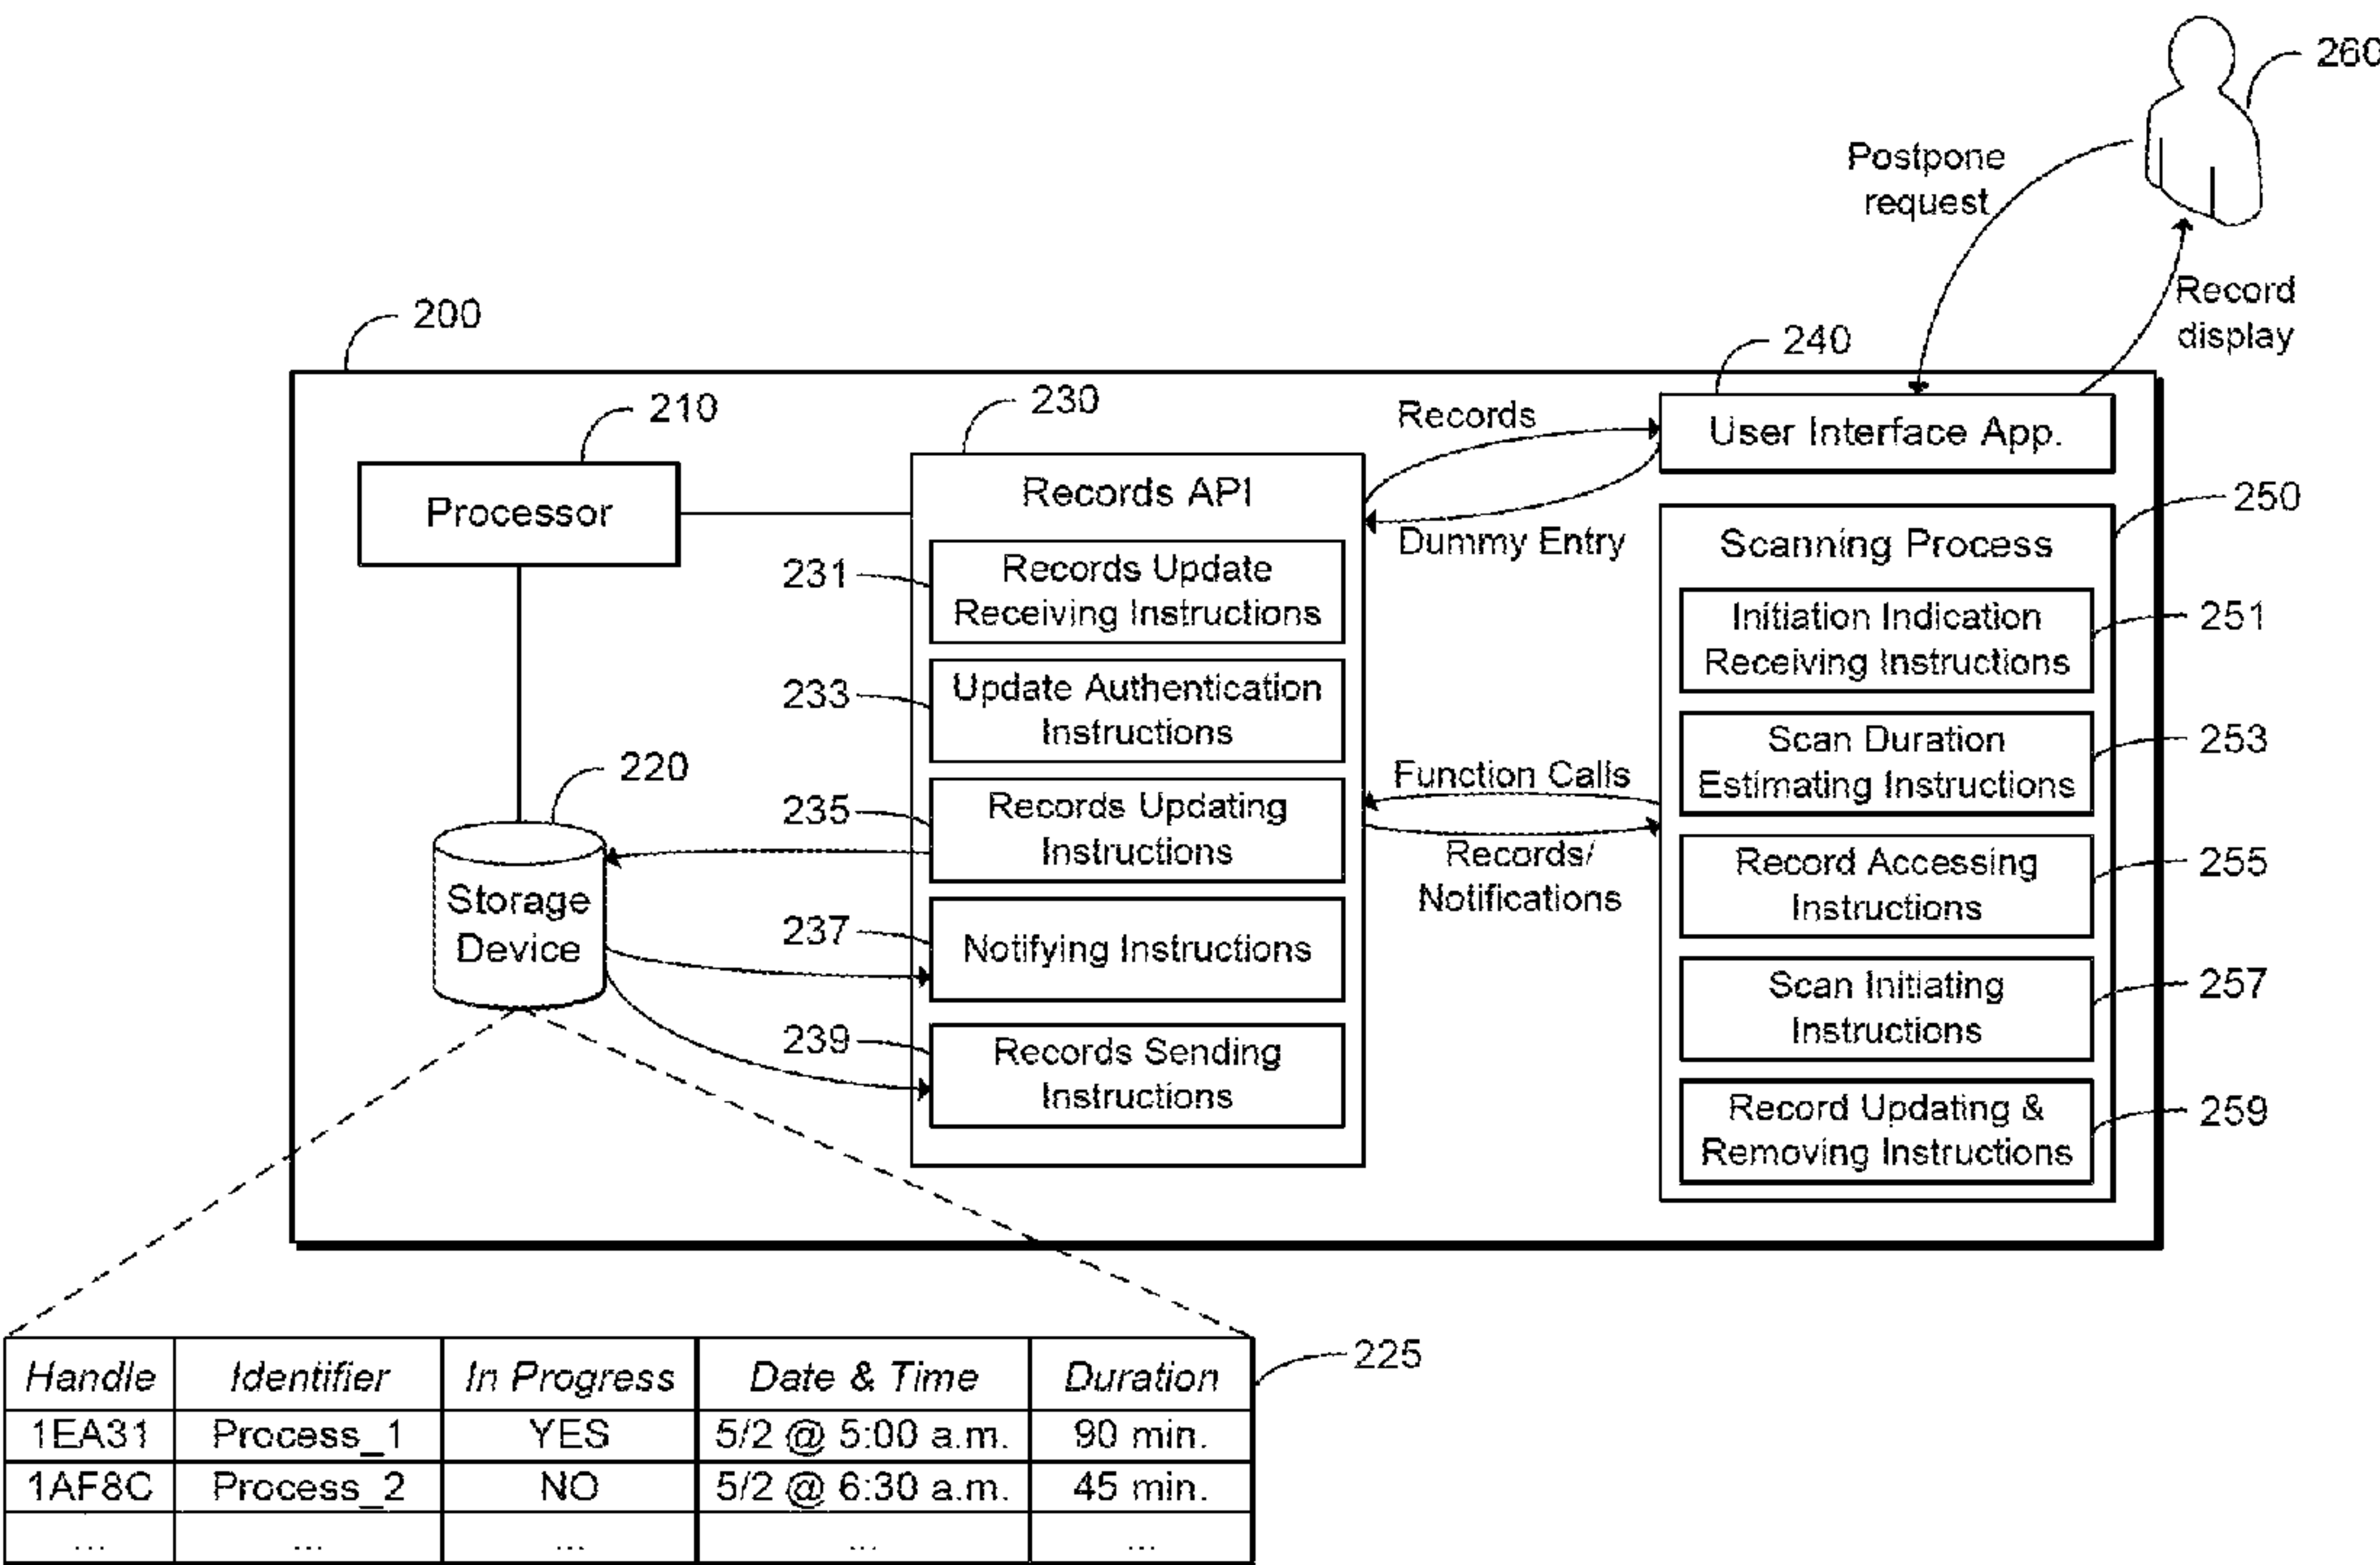 260
Postpone
request
Record
display
200
240
User Interface App.
210
Processor
230
Records API
Records
Dummy Entry
231
Records Update
Receiving Instructions
233
Update Authentication
Instructions
235
Records Updating
Instructions
237
Notifying Instructions
239
Records Sending
Instructions
Function Calls
Records/
Notifications
250
Scanning Process
Initiation Indication
Receiving Instructions
251
Scan Duration
Estimating Instructions
253
Record Accessing
Instructions
255
Scan Initiating
Instructions
257
Record Updating &
Removing Instructions
259
220
Storage
Device
225
Handle Identifier In Progress Date & Time Duration
1EA31 Process_1 YES 5/2 @ 5:00 a.m. 90 min.
1AF8C Process_2 NO 5/2 @ 6:30 a.m. 45 min.
... ... ... ... ...